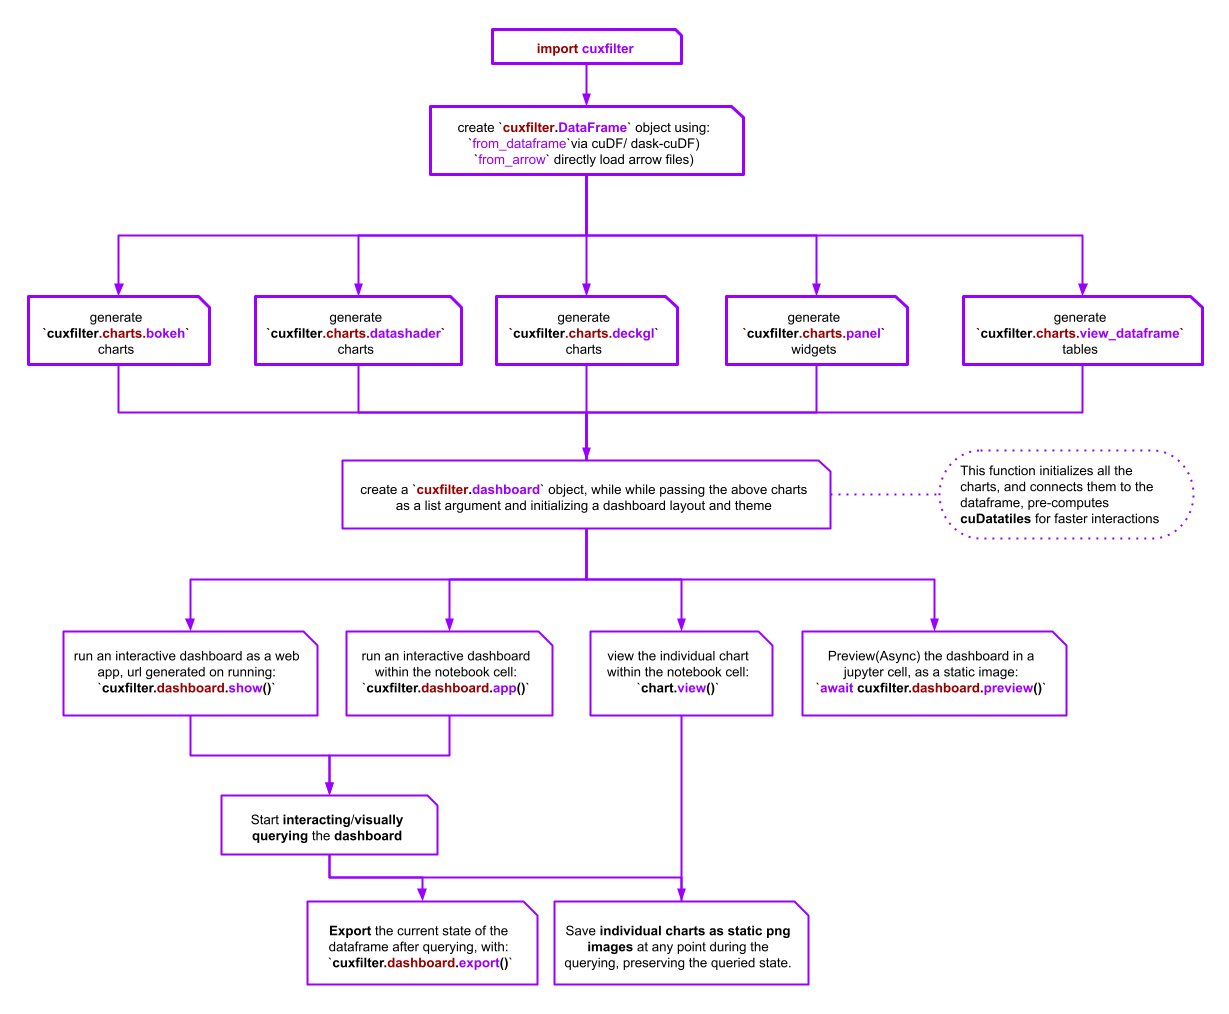 import cuxfilter
create `cuxfilter.DataFrame` object using:
`from_dataframe`via cuDF/ dask-cuDF)
`from_arrow` directly load arrow files)
generate
`cuxfilter.charts.bokeh`
charts
generate
`cuxfilter.charts.datashader`
charts
generate
`cuxfilter.charts.deckgl`
charts
generate
`cuxfilter.charts.panel`
widgets
generate
`cuxfilter.charts.view_dataframe`
tables
create a `cuxfilter.dashboard` object, while while passing the above charts
as a list argument and initializing a dashboard layout and theme
This function initializes all the
charts, and connects them to the
dataframe, pre-computes
cuDatatiles for faster interactions
run an interactive dashboard as a web
app, url generated on running:
`cuxfilter.dashboard.show()`
run an interactive dashboard
within the notebook cell:
`cuxfilter.dashboard.app()`
view the individual chart
within the notebook cell:
`chart.view()`
Preview(Async) the dashboard in a
jupyter cell, as a static image:
`await cuxfilter.dashboard.preview()`
Start interacting/visually
querying the dashboard
Export the current state of the
dataframe after querying, with:
`cuxfilter.dashboard.export()`
Save individual charts as static png
images at any point during the
querying, preserving the queried state.